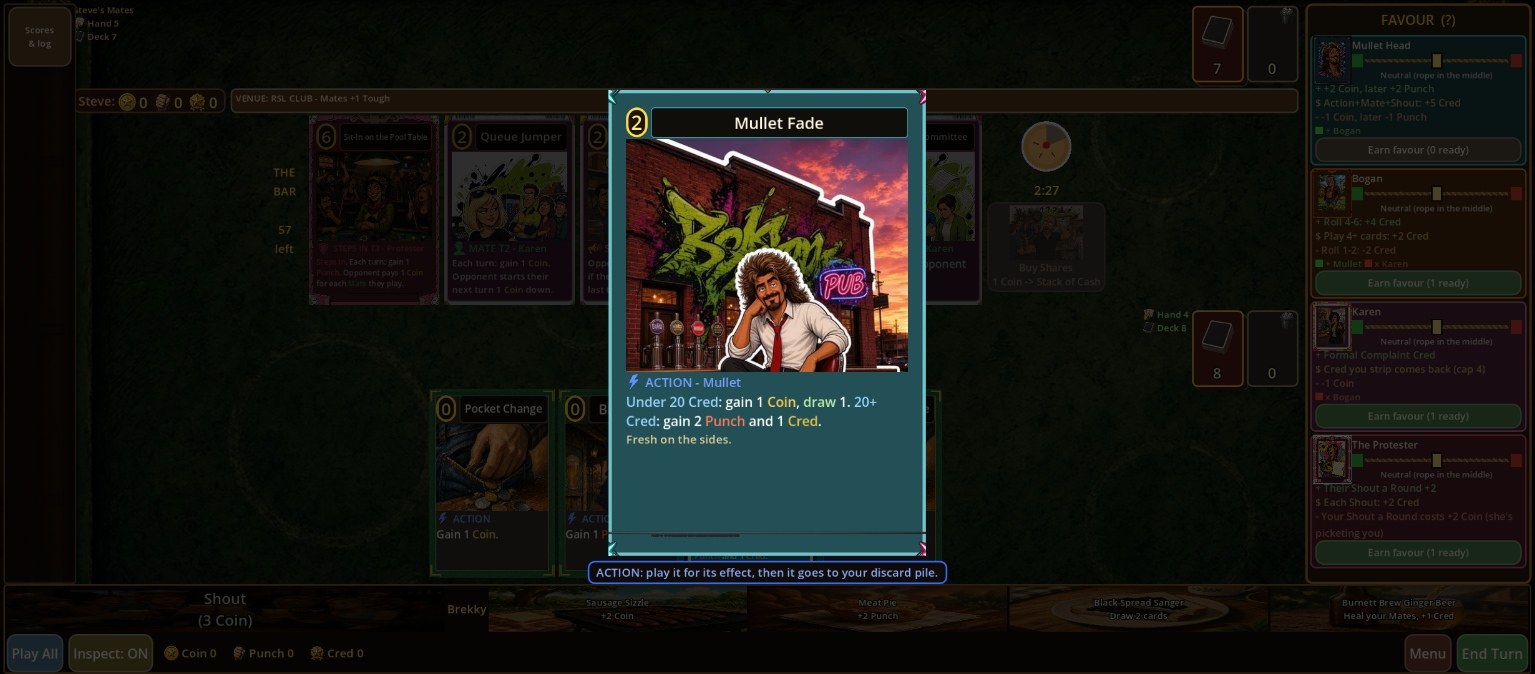 Scores
& log
Steve's Mates
Hand 5
Deck 7
Steve: 0 0 0
VENUE: RSL CLUB - Mates +1 Tough
7
0
THE
BAR
57
left
6 Sit-In on the Pool Table
Each turn: gain 1
Punch. Opponent pays 1 Coin
for each Mate they play.
2 Queue Jumper
MATE T2 - Karen
Each turn: gain 1 Coin.
Opponent starts their
next turn 1 Coin down.
2
2:27
Buy Shares
1 Coin -> Stack of Cash
Hand 4
Deck 8
8
0
2 Mullet Fade
PUB
ACTION - Mullet
Under 20 Cred: gain 1 Coin, draw 1. 20+
Cred: gain 2 Punch and 1 Cred.
Fresh on the sides.
ACTION: play it for its effect, then it goes to your discard pile.
0 Pocket Change
ACTION
Gain 1 Coin.
0
FAVOUR (?)
Mullet Head
Neutral (rope in the middle)
+ +2 Coin, later +2 Punch
$ Action+Mate+Shout: +5 Cred
- -1 Coin, later -1 Punch
+ Bogan
Earn favour (0 ready)
Bogan
Neutral (rope in the middle)
+ Roll 4-6: +4 Cred
$ Play 4+ cards: +2 Cred
- Roll 1-2: -2 Cred
+ Mullet x Karen
Earn favour (1 ready)
Karen
Neutral (rope in the middle)
+ Formal Complaint Cred
$ Cred you strip comes back (cap 4)
- -1 Coin
x Bogan
Earn favour (1 ready)
The Protester
Neutral (rope in the middle)
+ Their Shout a Round +2
$ Each Shout: +2 Cred
- Your Shout a Round costs +2 Coin (she's
picketing you)
Earn favour (1 ready)
Shout
(3 Coin)
Brekky
Sausage Sizzle
+2 Coin
Meat Pie
+2 Punch
Black Spread Sanger
Draw 2 cards
Burnett Brew Ginger Beer
Heal your Mates, +1 Cred
Play All
Inspect: ON
Coin 0
Punch 0
Cred 0
Menu
End Turn